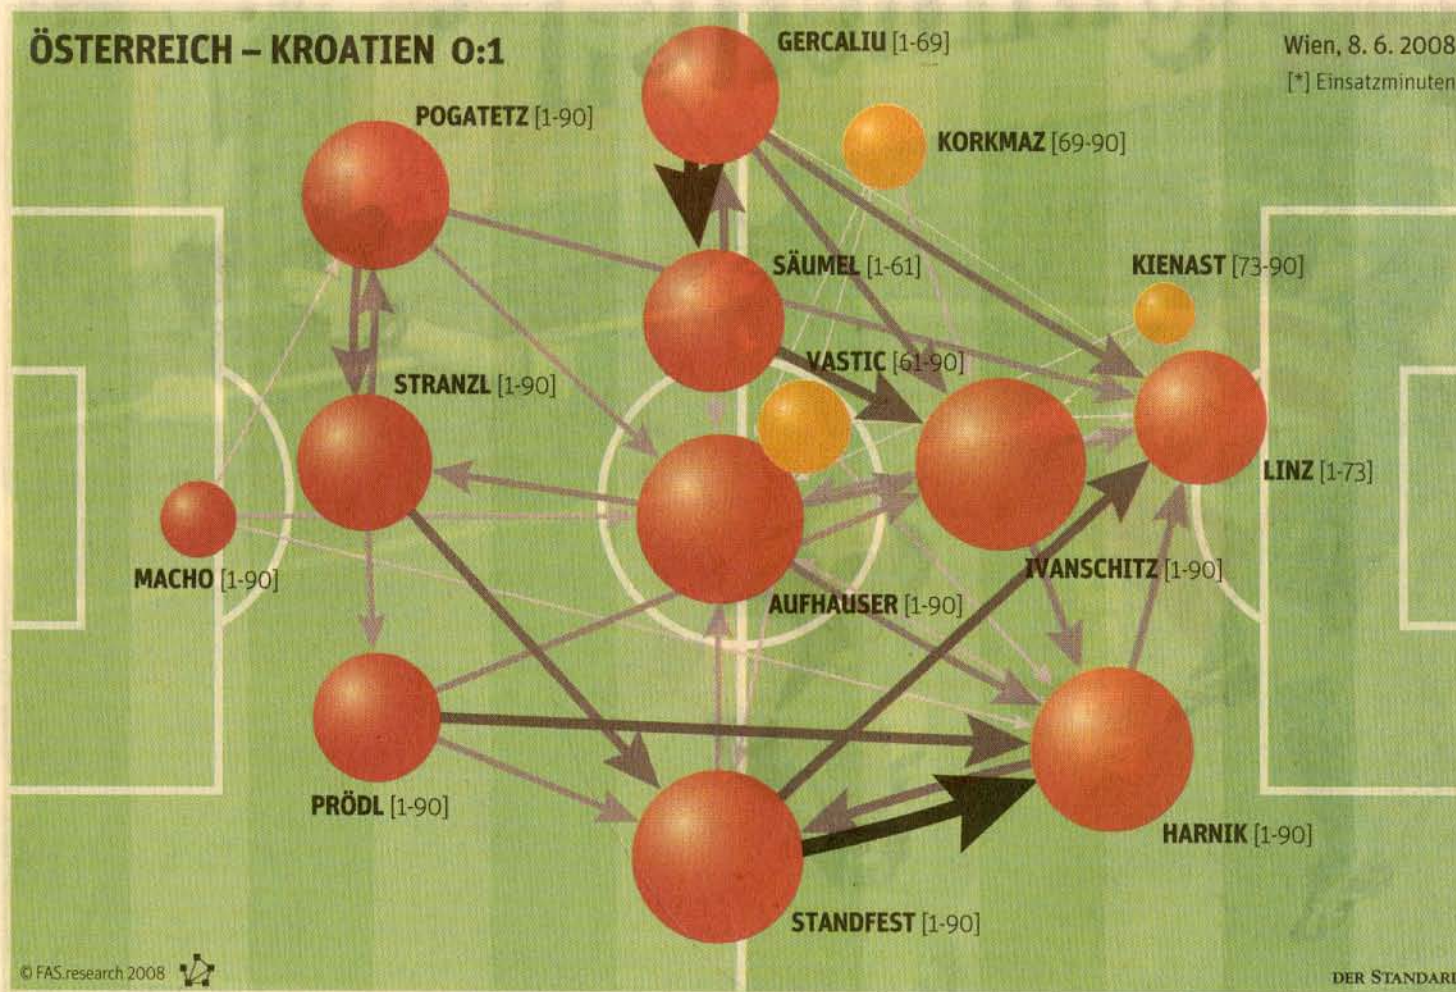 ÖSTERREICH – KROATIEN 0:1
Wien, 8. 6. 2008
[*] Einsatzminuten
GERCALIU [1-69]
POGATETZ [1-90]
KORKMAZ [69-90]
SÄUMEL [1-61]
KIENAST [73-90]
VASTIC [61-90]
STRANZL [1-90]
LINZ [1-73]
MACHO [1-90]
IVANSCHITZ [1-90]
AUFHAUSER [1-90]
PRÖDL [1-90]
HARNIK [1-90]
STANDFEST [1-90]
© FAS.research 2008
DER STANDARD